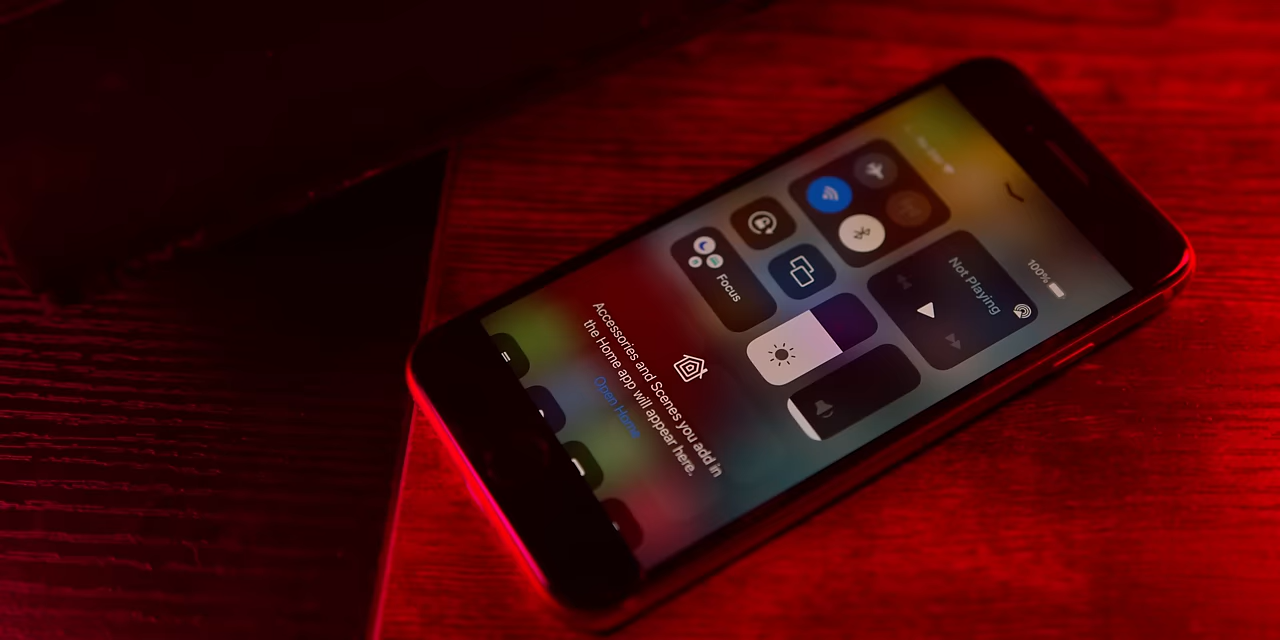 100%
Not Playing
Focus
Accessories and Scenes you add in
the Home app will appear here.
Open Home